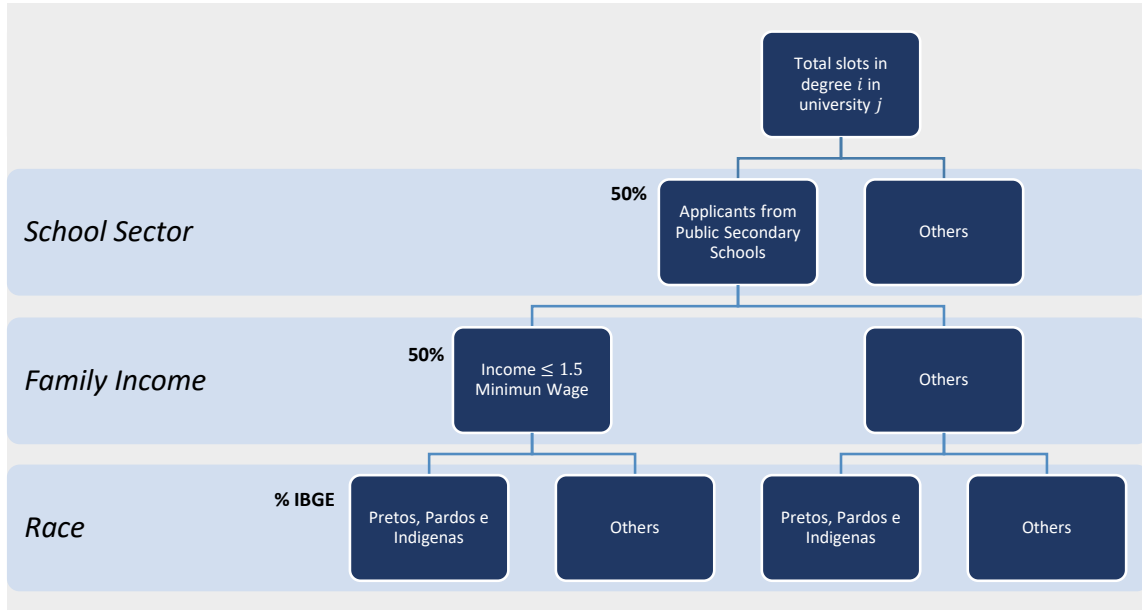 Total slots in
degree i in
university j
School Sector
50%
Applicants from
Public Secondary
Schools
Others
Family Income
50%
Income ≤ 1.5
Minimun Wage
Others
Race
% IBGE
Pretos, Pardos e
Indigenas
Others
Pretos, Pardos e
Indigenas
Others